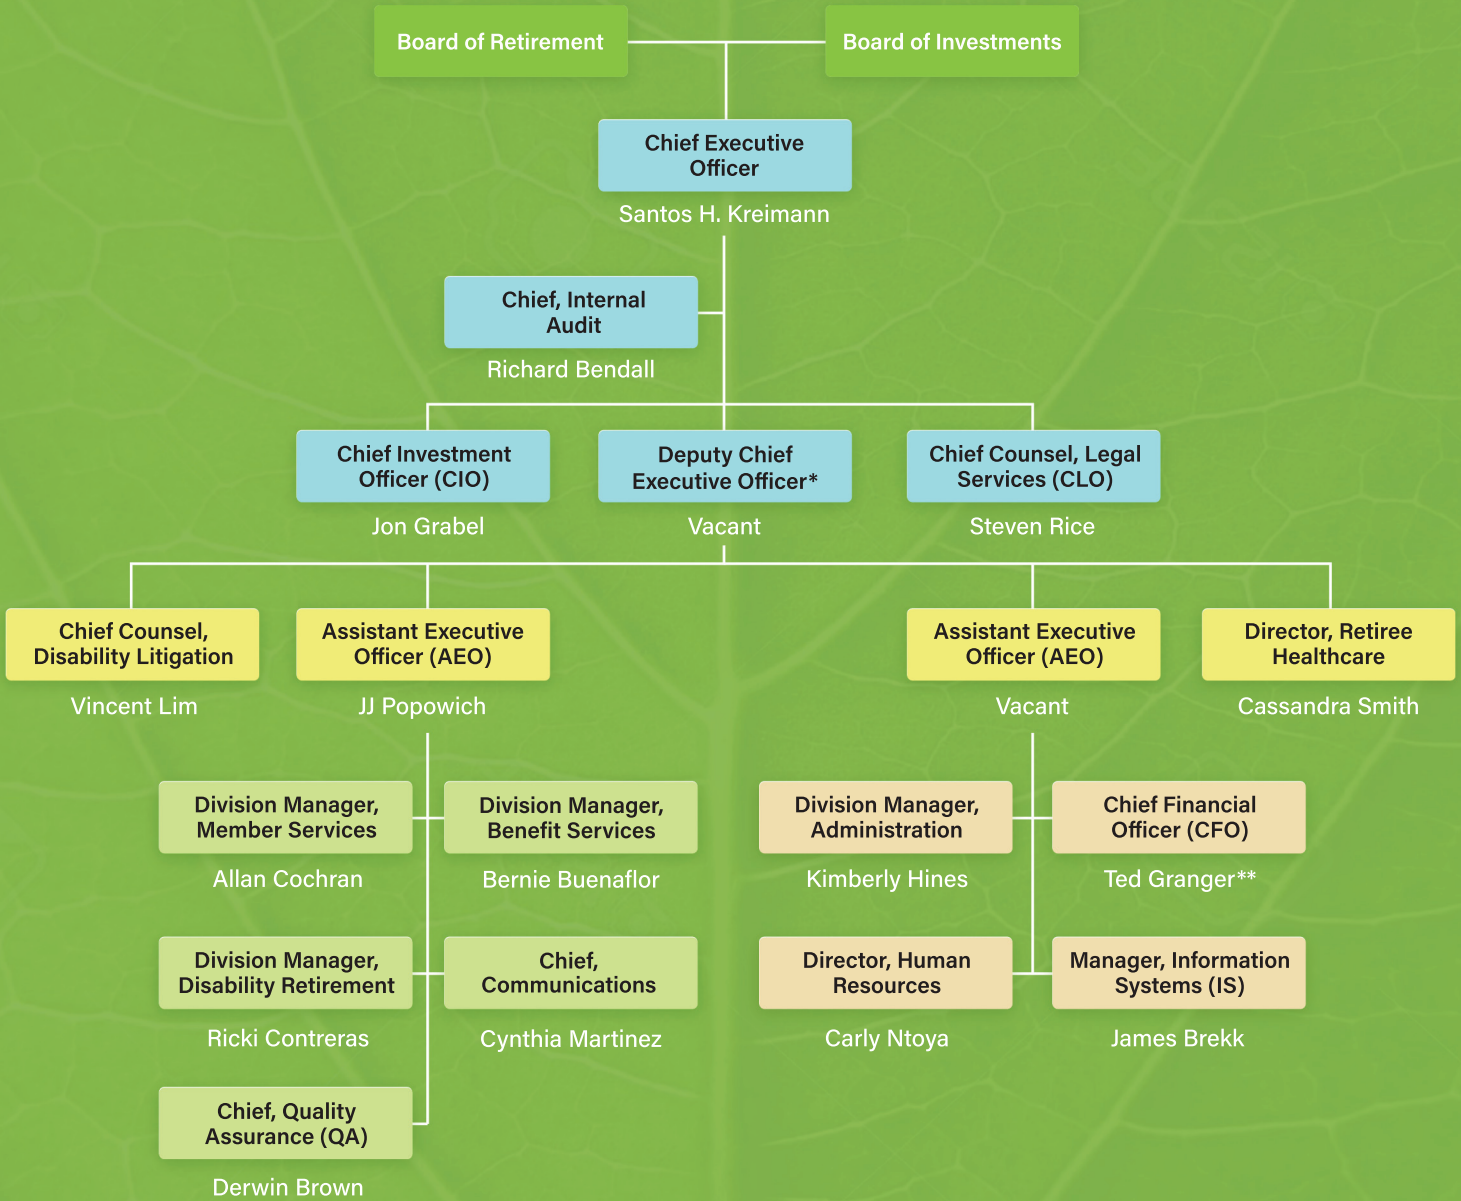 Board of Retirement
Board of Investments
Chief Executive
Officer
Santos H. Kreimann
Chief, Internal
Audit
Richard Bendall
Chief Investment
Officer (CIO)
Jon Grabel
Deputy Chief
Executive Officer*
Vacant
Chief Counsel, Legal
Services (CLO)
Steven Rice
Chief Counsel,
Disability Litigation
Vincent Lim
Assistant Executive
Officer (AEO)
JJ Popowich
Assistant Executive
Officer (AEO)
Vacant
Director, Retiree
Healthcare
Cassandra Smith
Division Manager,
Member Services
Allan Cochran
Division Manager,
Benefit Services
Bernie Buenaflor
Division Manager,
Administration
Kimberly Hines
Chief Financial
Officer (CFO)
Ted Granger**
Division Manager,
Disability Retirement
Ricki Contreras
Chief,
Communications
Cynthia Martinez
Director, Human
Resources
Carly Ntoya
Manager, Information
Systems (IS)
James Brekk
Chief, Quality
Assurance (QA)
Derwin Brown